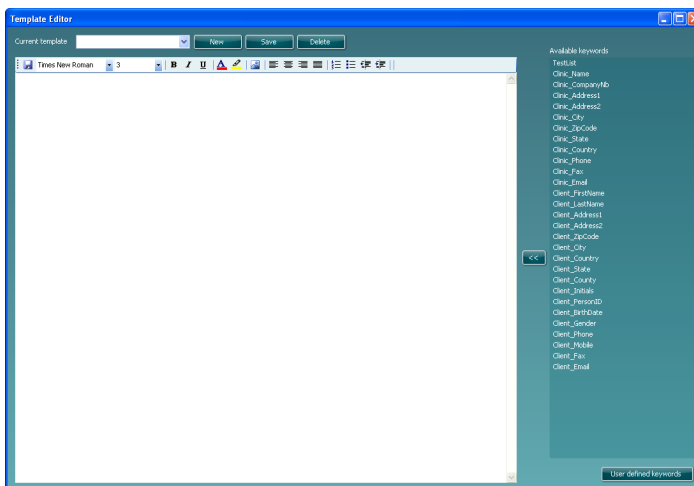 Template Editor
Current template New Save Delete
Available keywords
Times New Roman 3 B I U A
TestList
Clinic_Name
Clinic_CompanyNb
Clinic_Address1
Clinic_Address2
Clinic_City
Clinic_ZipCode
Clinic_State
Clinic_Country
Clinic_Phone
Clinic_Fax
Clinic_Email
Client_FirstName
Client_LastName
Client_Address1
Client_Address2
Client_ZipCode
Client_City
<< Client_Country
Client_State
Client_County
Client_Initials
Client_PersonID
Client_BirthDate
Client_Gender
Client_Phone
Client_Mobile
Client_Fax
Client_Email
User defined keywords